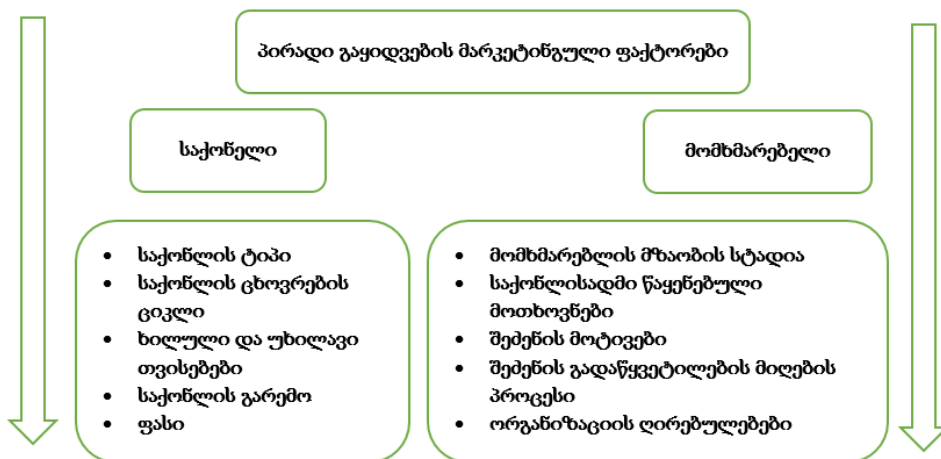 პირადი გაყიდვების მარკეტინგული ფაქტორები
საქონელი
მომხმარებელი
• საქონლის ტიპი
• საქონლის ცხოვრების
ციკლი
• ხილული და უხილავი
თვისებები
• საქონლის გარემო
• ფასი
• მომხმარებლის მზაობის სტადია
• საქონლისადმი წაყენებული
მოთხოვნები
• შეძენის მოტივები
• შეძენის გადაწყვეტილების მიღების
პროცესი
• ორგანიზაციის ღირებულებები